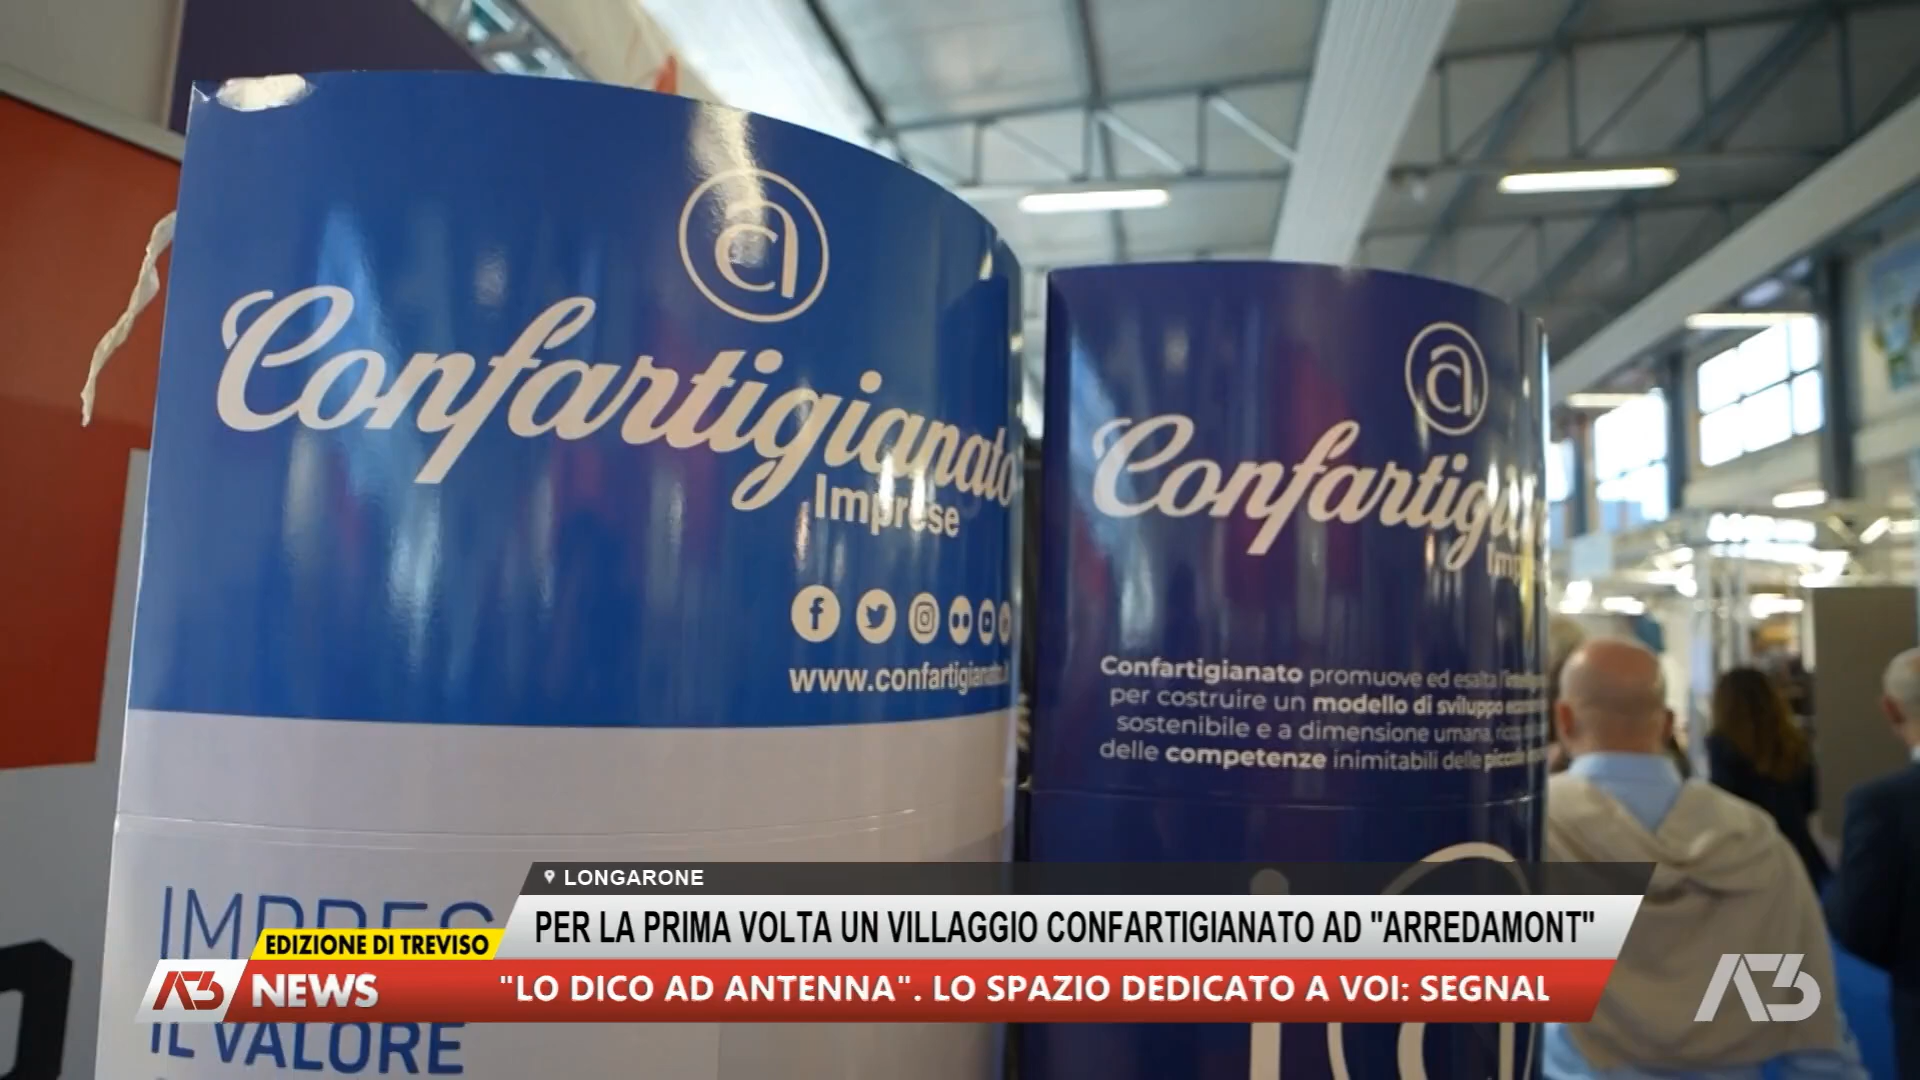 Confartigianato
Imprese
www.confartigianato.it
Confartigianato promuove ed esalta
per costruire un modello di sviluppo
sostenibile e a dimensione umana,
delle competenze inimitabili delle
IL VALORE
LONGARONE
PER LA PRIMA VOLTA UN VILLAGGIO CONFARTIGIANATO AD "ARREDAMONT"
EDIZIONE DI TREVISO
A3 NEWS
"LO DICO AD ANTENNA". LO SPAZIO DEDICATO A VOI: SEGNAL
A3